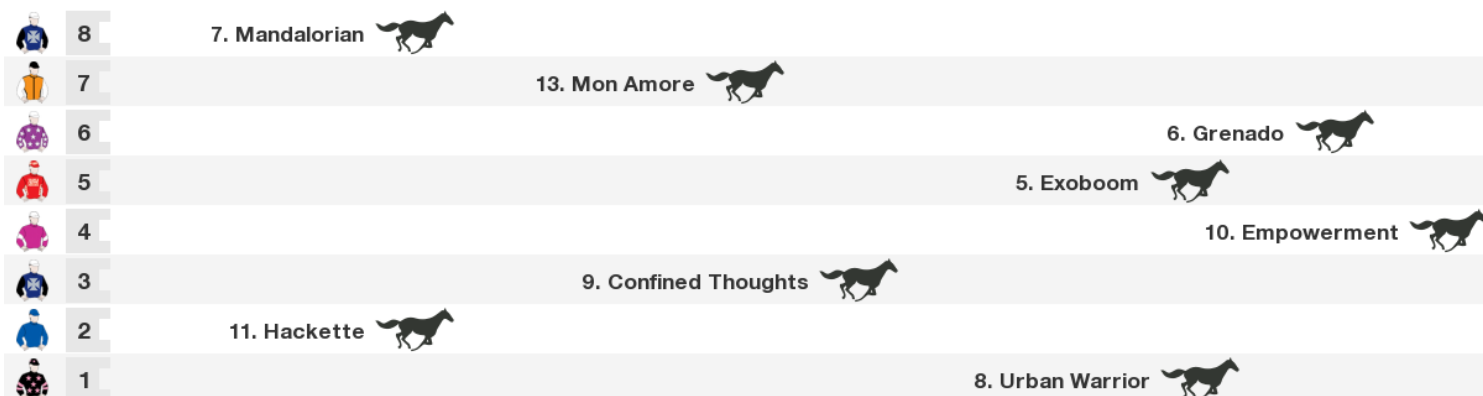 8 7. Mandalorian
7 13. Mon Amore
6 6. Grenado
5 5. Exoboom
4 10. Empowerment
3 9. Confined Thoughts
2 11. Hackette
1 8. Urban Warrior